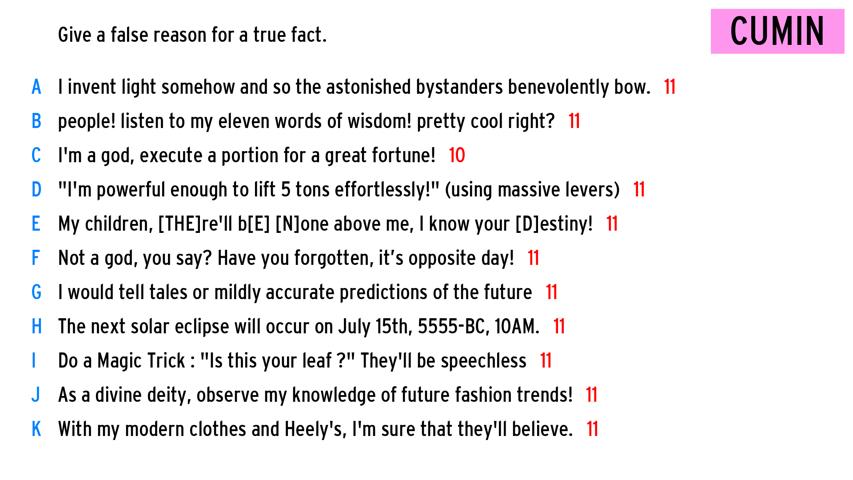 Give a false reason for a true fact.
CUMIN
A I invent light somehow and so the astonished bystanders benevolently bow. 11
B people! listen to my eleven words of wisdom! pretty cool right? 11
C I'm a god, execute a portion for a great fortune! 10
D "I'm powerful enough to lift 5 tons effortlessly!" (using massive levers) 11
E My children, [THE]re'll b[E] [N]one above me, I know your [D]estiny! 11
F Not a god, you say? Have you forgotten, it's opposite day! 11
G I would tell tales or mildly accurate predictions of the future 11
H The next solar eclipse will occur on July 15th, 5555-BC, 10AM. 11
I Do a Magic Trick : "Is this your leaf ?" They'll be speechless 11
J As a divine deity, observe my knowledge of future fashion trends! 11
K With my modern clothes and Heely's, I'm sure that they'll believe. 11